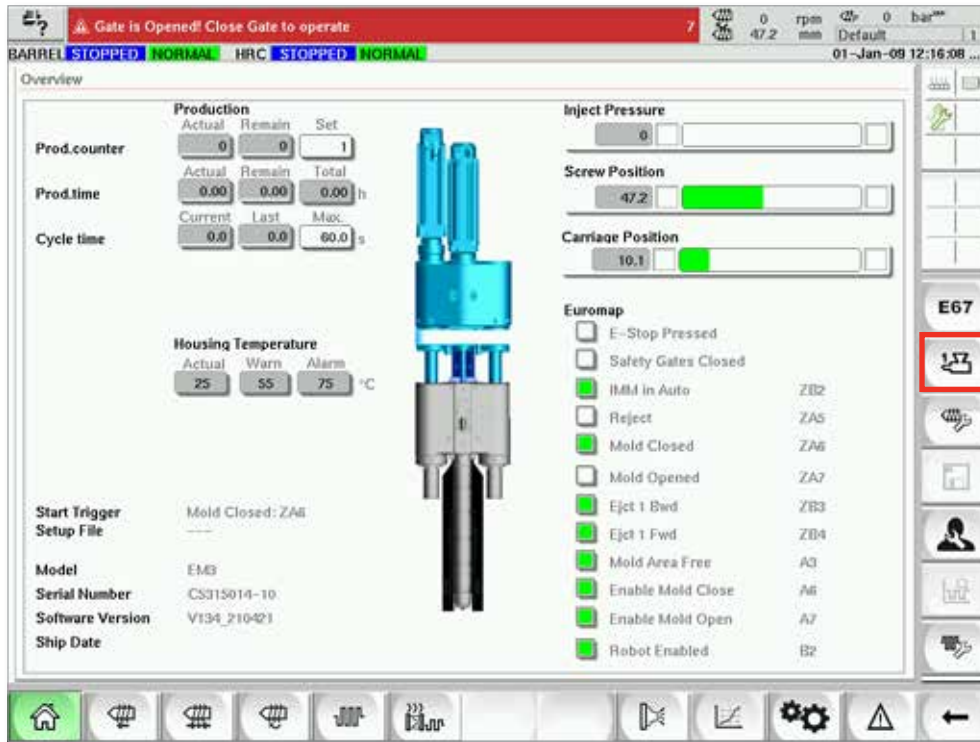 Gate is Opened! Close Gate to operate 7
0 rpm 0 bar
47.2 mm Default 1
BARREL STOPPED NORMAL HRC STOPPED NORMAL 01-Jan-09 12:16:08 ...
Overview
Production
Actual Remain Set
Prod.counter 0 0 1
Actual Remain Total
Prod.time 0.00 0.00 0.00 h
Current Last Max.
Cycle time 0.0 0.0 60.0 s
Housing Temperature
Actual Warn Alarm
25 55 75 °C
Start Trigger Mold Closed: ZA6
Setup File ---
Model EM3
Serial Number CS315014-10
Software Version V134_210421
Ship Date
Inject Pressure
0
Screw Position
47.2
Carriage Position
10.1
Euromap
E-Stop Pressed
Safety Gates Closed
IMM in Auto ZB2
Reject ZA5
Mold Closed ZA6
Mold Opened ZA7
Ejct 1 Bwd ZB3
Ejct 1 Fwd ZB4
Mold Area Free A3
Enable Mold Close A6
Enable Mold Open A7
Robot Enabled B2
E67